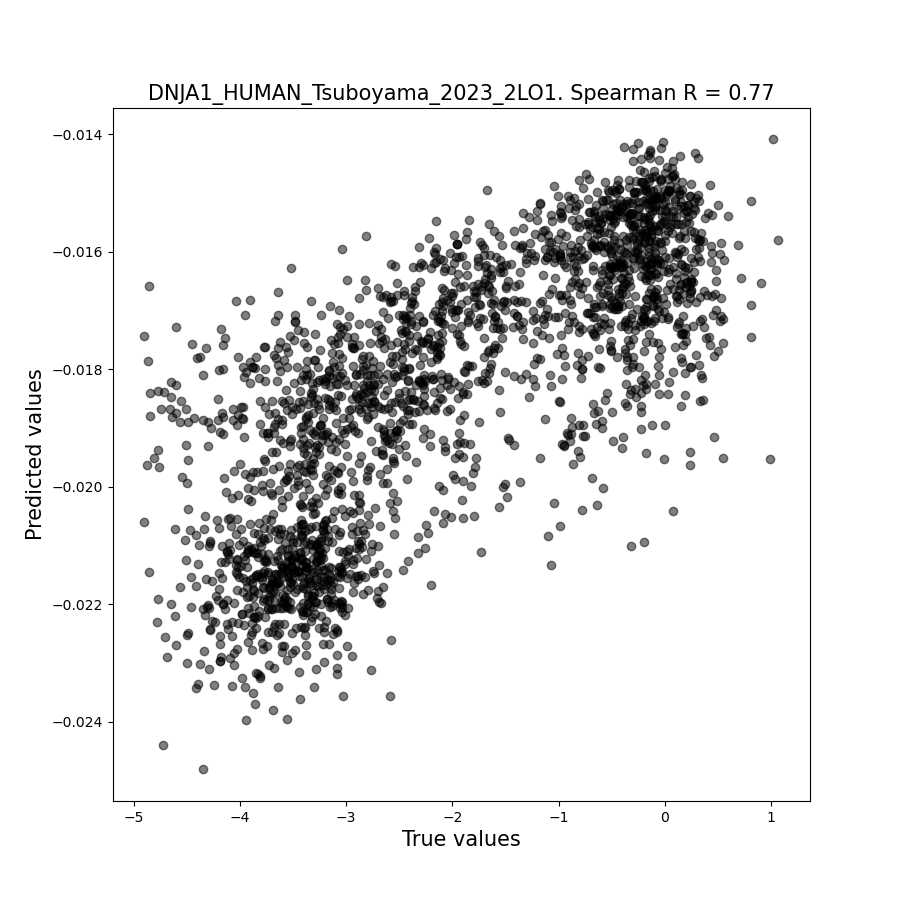 DNJA1_HUMAN_Tsuboyama_2023_2LO1. Spearman R = 0.77
−0.014
−0.016
−0.018
−0.020
−0.022
−0.024
Predicted values
−5 −4 −3 −2 −1 0 1
True values